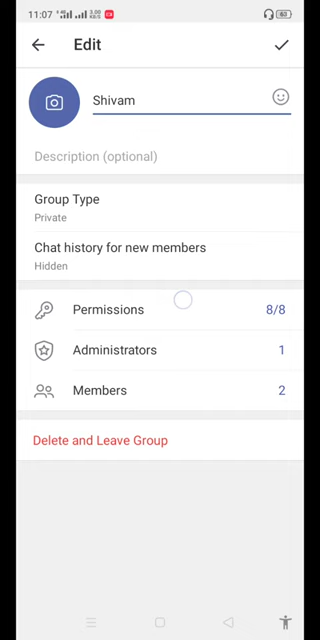 11:07
Edit
Shivam
Description (optional)
Group Type
Private
Chat history for new members
Hidden
Permissions 8/8
Administrators 1
Members 2
Delete and Leave Group